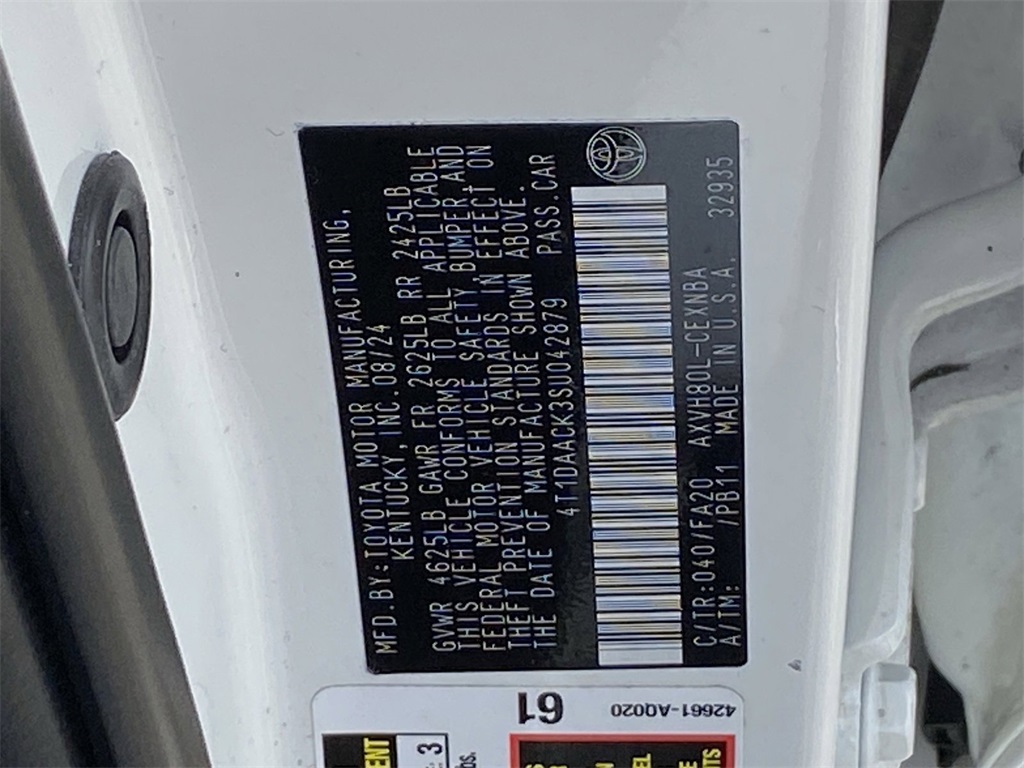 MFD.BY:TOYOTA MOTOR MANUFACTURING,
KENTUCKY, INC.08/24
GVWR 4625LB GAWR FR 2625LB RR 2425LB
THIS VEHICLE CONFORMS TO ALL APPLICABLE
FEDERAL MOTOR VEHICLE SAFETY,BUMPER,AND
THEFT PREVENTION STANDARDS IN EFFECT ON
THE DATE OF MANUFACTURE SHOWN ABOVE.
4T1DAACK3SU042879 PASS.CAR
C/TR:040/FA20 AXVH80L-CEXNBA 32935
A/TM: /PB11 MADE IN U.S.A.
42661-AQ020
61
3